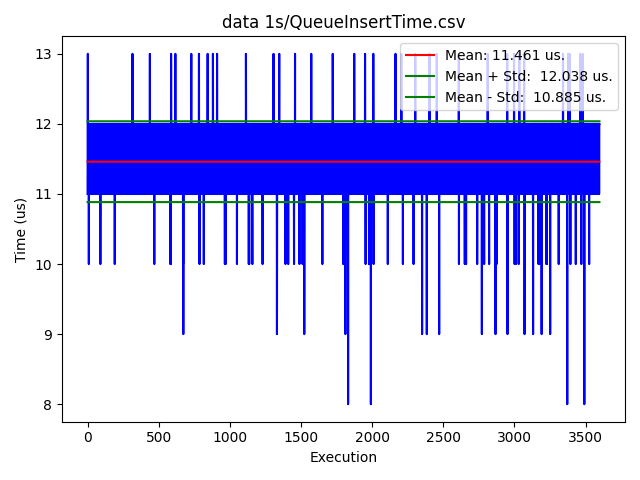 data 1s/QueueInsertTime.csv
Mean: 11.461 us.
Mean + Std:  12.038 us.
Mean - Std:  10.885 us.
Time (us)
13
12
11
10
9
8
0 500 1000 1500 2000 2500 3000 3500
Execution